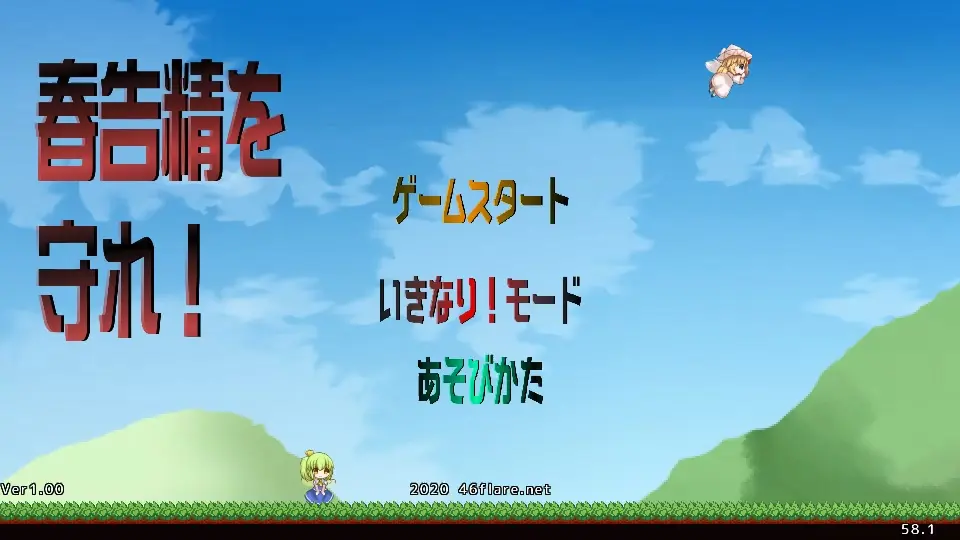 春告精を
守れ！
ゲームスタート
いきなり！モード
あそびかた
Ver1.00
2020 46flare.net
58.1